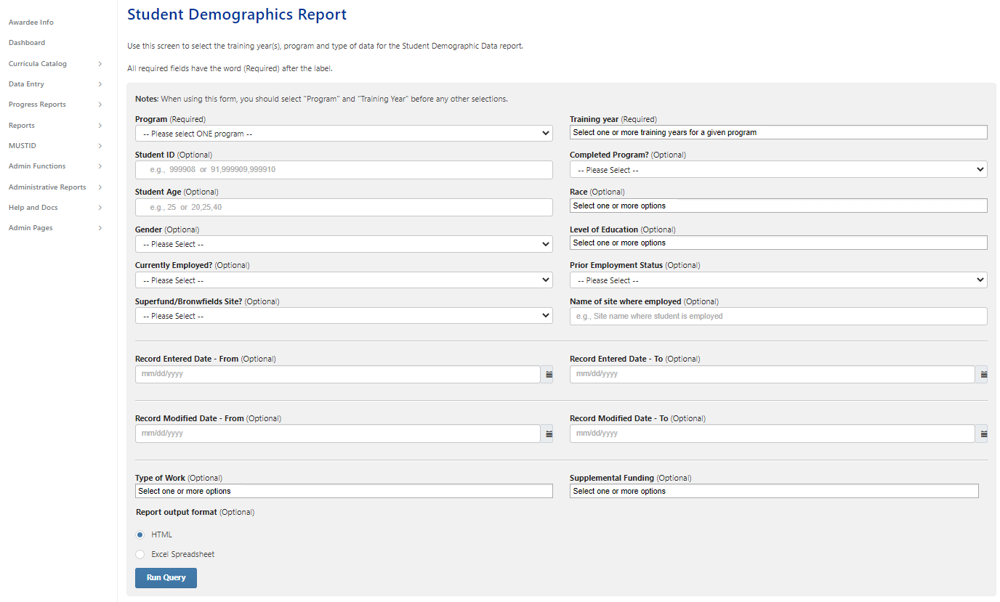 Student Demographics Report
Awardee Info
Dashboard
Curricula Catalog
Data Entry
Progress Reports
Reports
MUSTID
Admin Functions
Administrative Reports
Help and Docs
Admin Pages
Use this screen to select the training year(s), program and type of data for the Student Demographic Data report.
All required fields have the word (Required) after the label.
Notes: When using this form, you should select "Program" and "Training Year" before any other selections.
Program (Required)
-- Please select ONE program --
Training year (Required)
Select one or more training years for a given program
Student ID (Optional)
e.g., 999908 or 91,999909,999910
Completed Program? (Optional)
-- Please Select --
Student Age (Optional)
e.g., 25 or 20,25,40
Race (Optional)
Select one or more options
Gender (Optional)
-- Please Select --
Level of Education (Optional)
Select one or more options
Currently Employed? (Optional)
-- Please Select --
Prior Employment Status (Optional)
-- Please Select --
Superfund/Bronwfields Site? (Optional)
-- Please Select --
Name of site where employed (Optional)
e.g., Site name where student is employed
Record Entered Date - From (Optional)
mm/dd/yyyy
Record Entered Date - To (Optional)
mm/dd/yyyy
Record Modified Date - From (Optional)
mm/dd/yyyy
Record Modified Date - To (Optional)
mm/dd/yyyy
Type of Work (Optional)
Select one or more options
Supplemental Funding (Optional)
Select one or more options
Report output format (Optional)
HTML
Excel Spreadsheet
Run Query